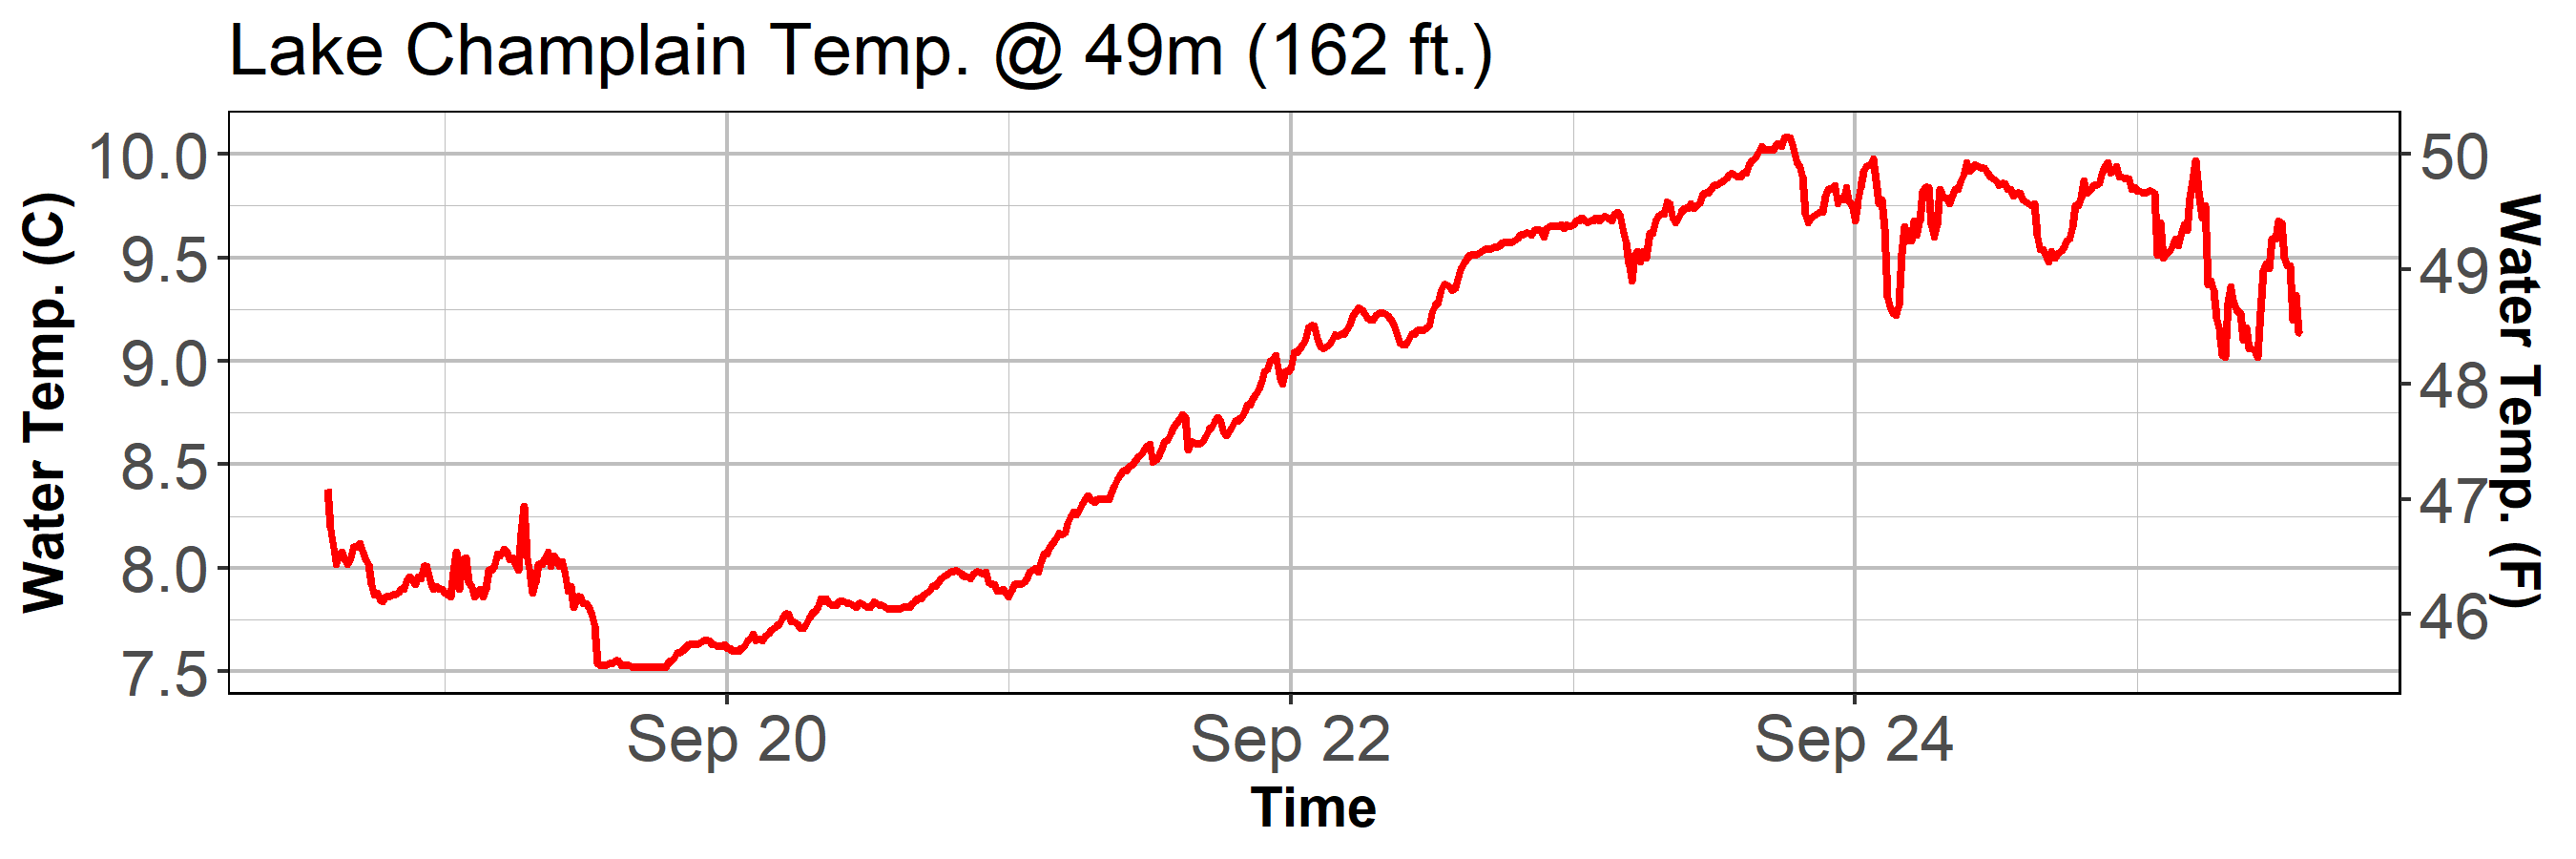 Lake Champlain Temp. @ 49m (162 ft.)
Water Temp. (C)
10.0
9.5
9.0
8.5
8.0
7.5
50
49
48
47
46
Water Temp. (F)
Sep 20
Sep 22
Sep 24
Time